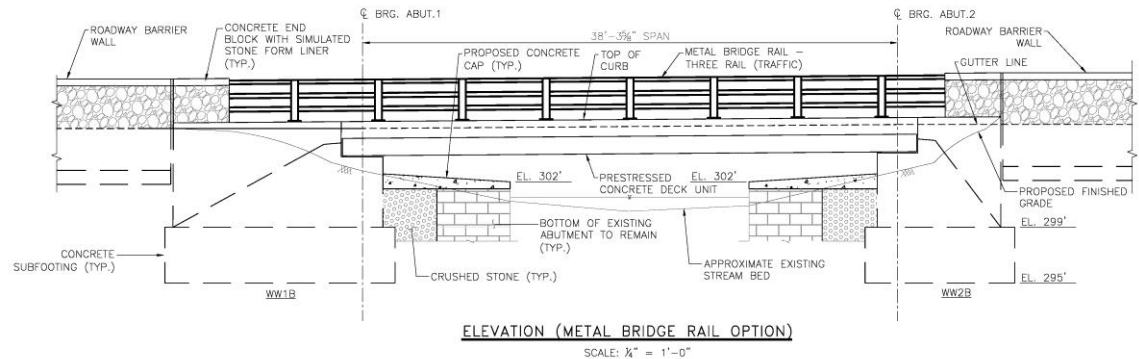 ℄ BRG. ABUT.1
℄ BRG. ABUT.2
ROADWAY BARRIER
WALL
CONCRETE END
BLOCK WITH SIMULATED
STONE FORM LINER
(TYP.)
PROPOSED CONCRETE
CAP (TYP.)
38'-3⅝" SPAN
TOP OF
CURB
METAL BRIDGE RAIL –
THREE RAIL (TRAFFIC)
ROADWAY BARRIER
WALL
GUTTER LINE
EL. 302'
PRESTRESSED
CONCRETE DECK UNIT
EL. 302'
PROPOSED FINISHED
GRADE
EL. 299'
CONCRETE
SUBFOOTING (TYP.)
BOTTOM OF EXISTING
ABUTMENT TO REMAIN
(TYP.)
APPROXIMATE EXISTING
STREAM BED
CRUSHED STONE (TYP.)
EL. 295'
WW1B
WW2B
ELEVATION (METAL BRIDGE RAIL OPTION)
SCALE: ¼" = 1'-0"